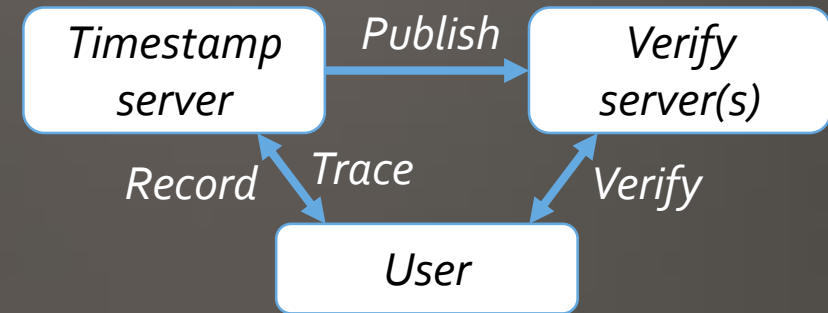 Timestamp
server
Publish
Verify
server(s)
Record
Trace
Verify
User